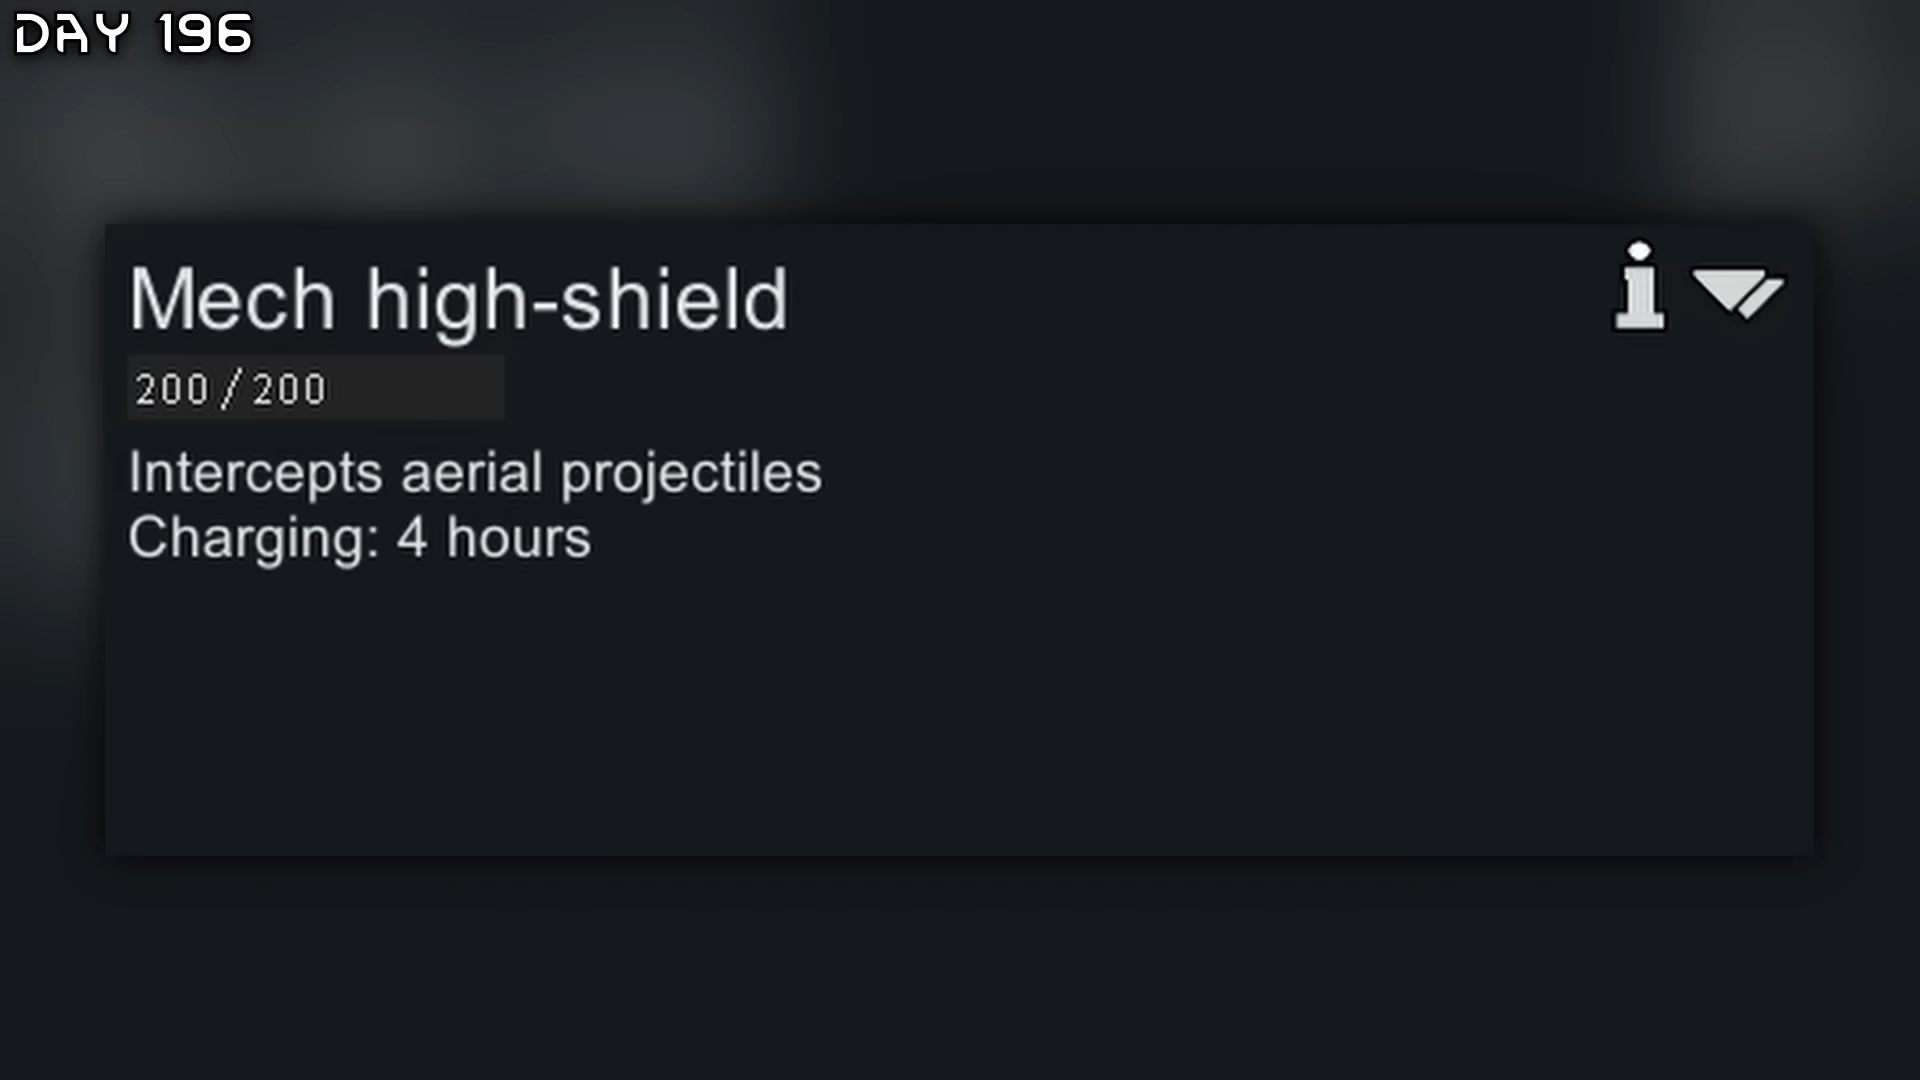 DAY 196
Mech high-shield
200 / 200
Intercepts aerial projectiles
Charging: 4 hours